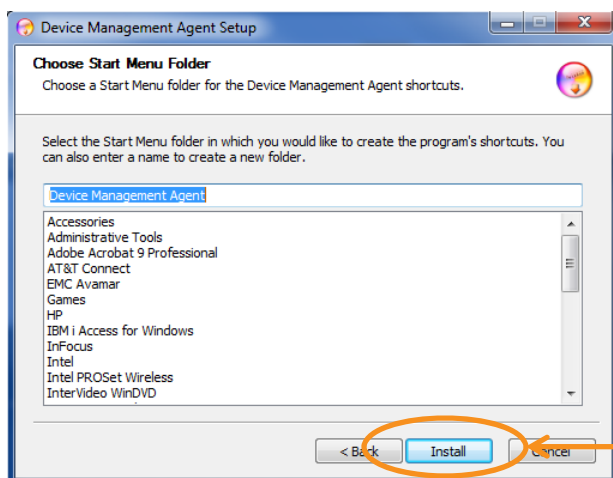 Device Management Agent Setup
Choose Start Menu Folder
Choose a Start Menu folder for the Device Management Agent shortcuts.
Select the Start Menu folder in which you would like to create the program's shortcuts. You
can also enter a name to create a new folder.
Device Management Agent
Accessories
Administrative Tools
Adobe Acrobat 9 Professional
AT&T Connect
EMC Avamar
Games
HP
IBM i Access for Windows
InFocus
Intel
Intel PROSet Wireless
InterVideo WinDVD
< Back Install Cancel